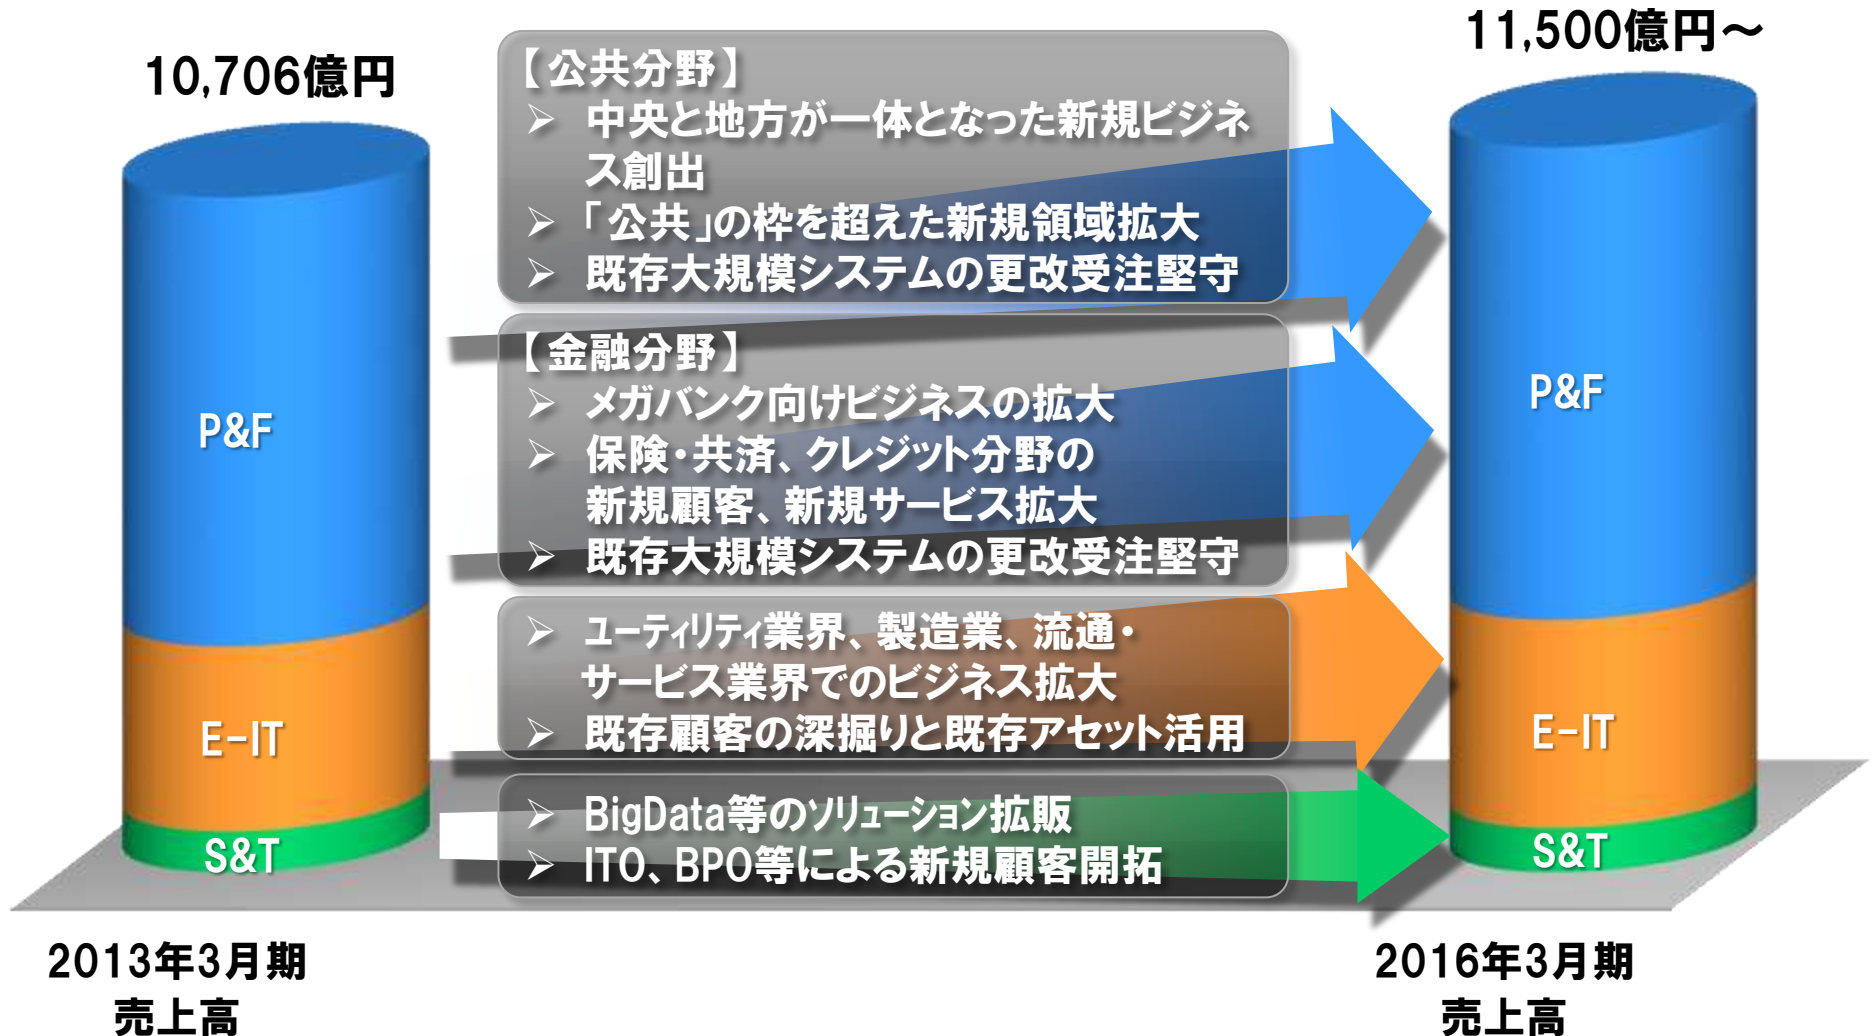 10,706億円
P&F
E-IT
S&T
2013年3月期
売上高
【公共分野】
➢ 中央と地方が一体となった新規ビジネ
ス創出
➢ 「公共」の枠を超えた新規領域拡大
➢ 既存大規模システムの更改受注堅守
【金融分野】
➢ メガバンク向けビジネスの拡大
➢ 保険・共済、クレジット分野の
新規顧客、新規サービス拡大
➢ 既存大規模システムの更改受注堅守
➢ ユーティリティ業界、製造業、流通・
サービス業界でのビジネス拡大
➢ 既存顧客の深掘りと既存アセット活用
➢ BigData等のソリューション拡販
➢ ITO、BPO等による新規顧客開拓
11,500億円～
P&F
E-IT
S&T
2016年3月期
売上高